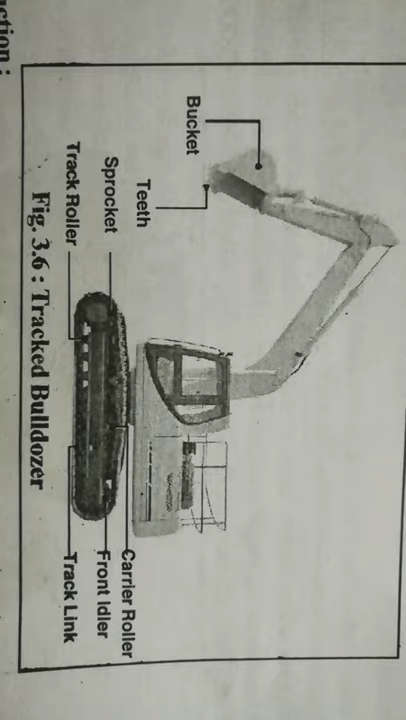 Bucket
Teeth
Sprocket
Track Roller
Carrier Roller
Front Idler
Track Link
Fig. 3.6 : Tracked Bulldozer